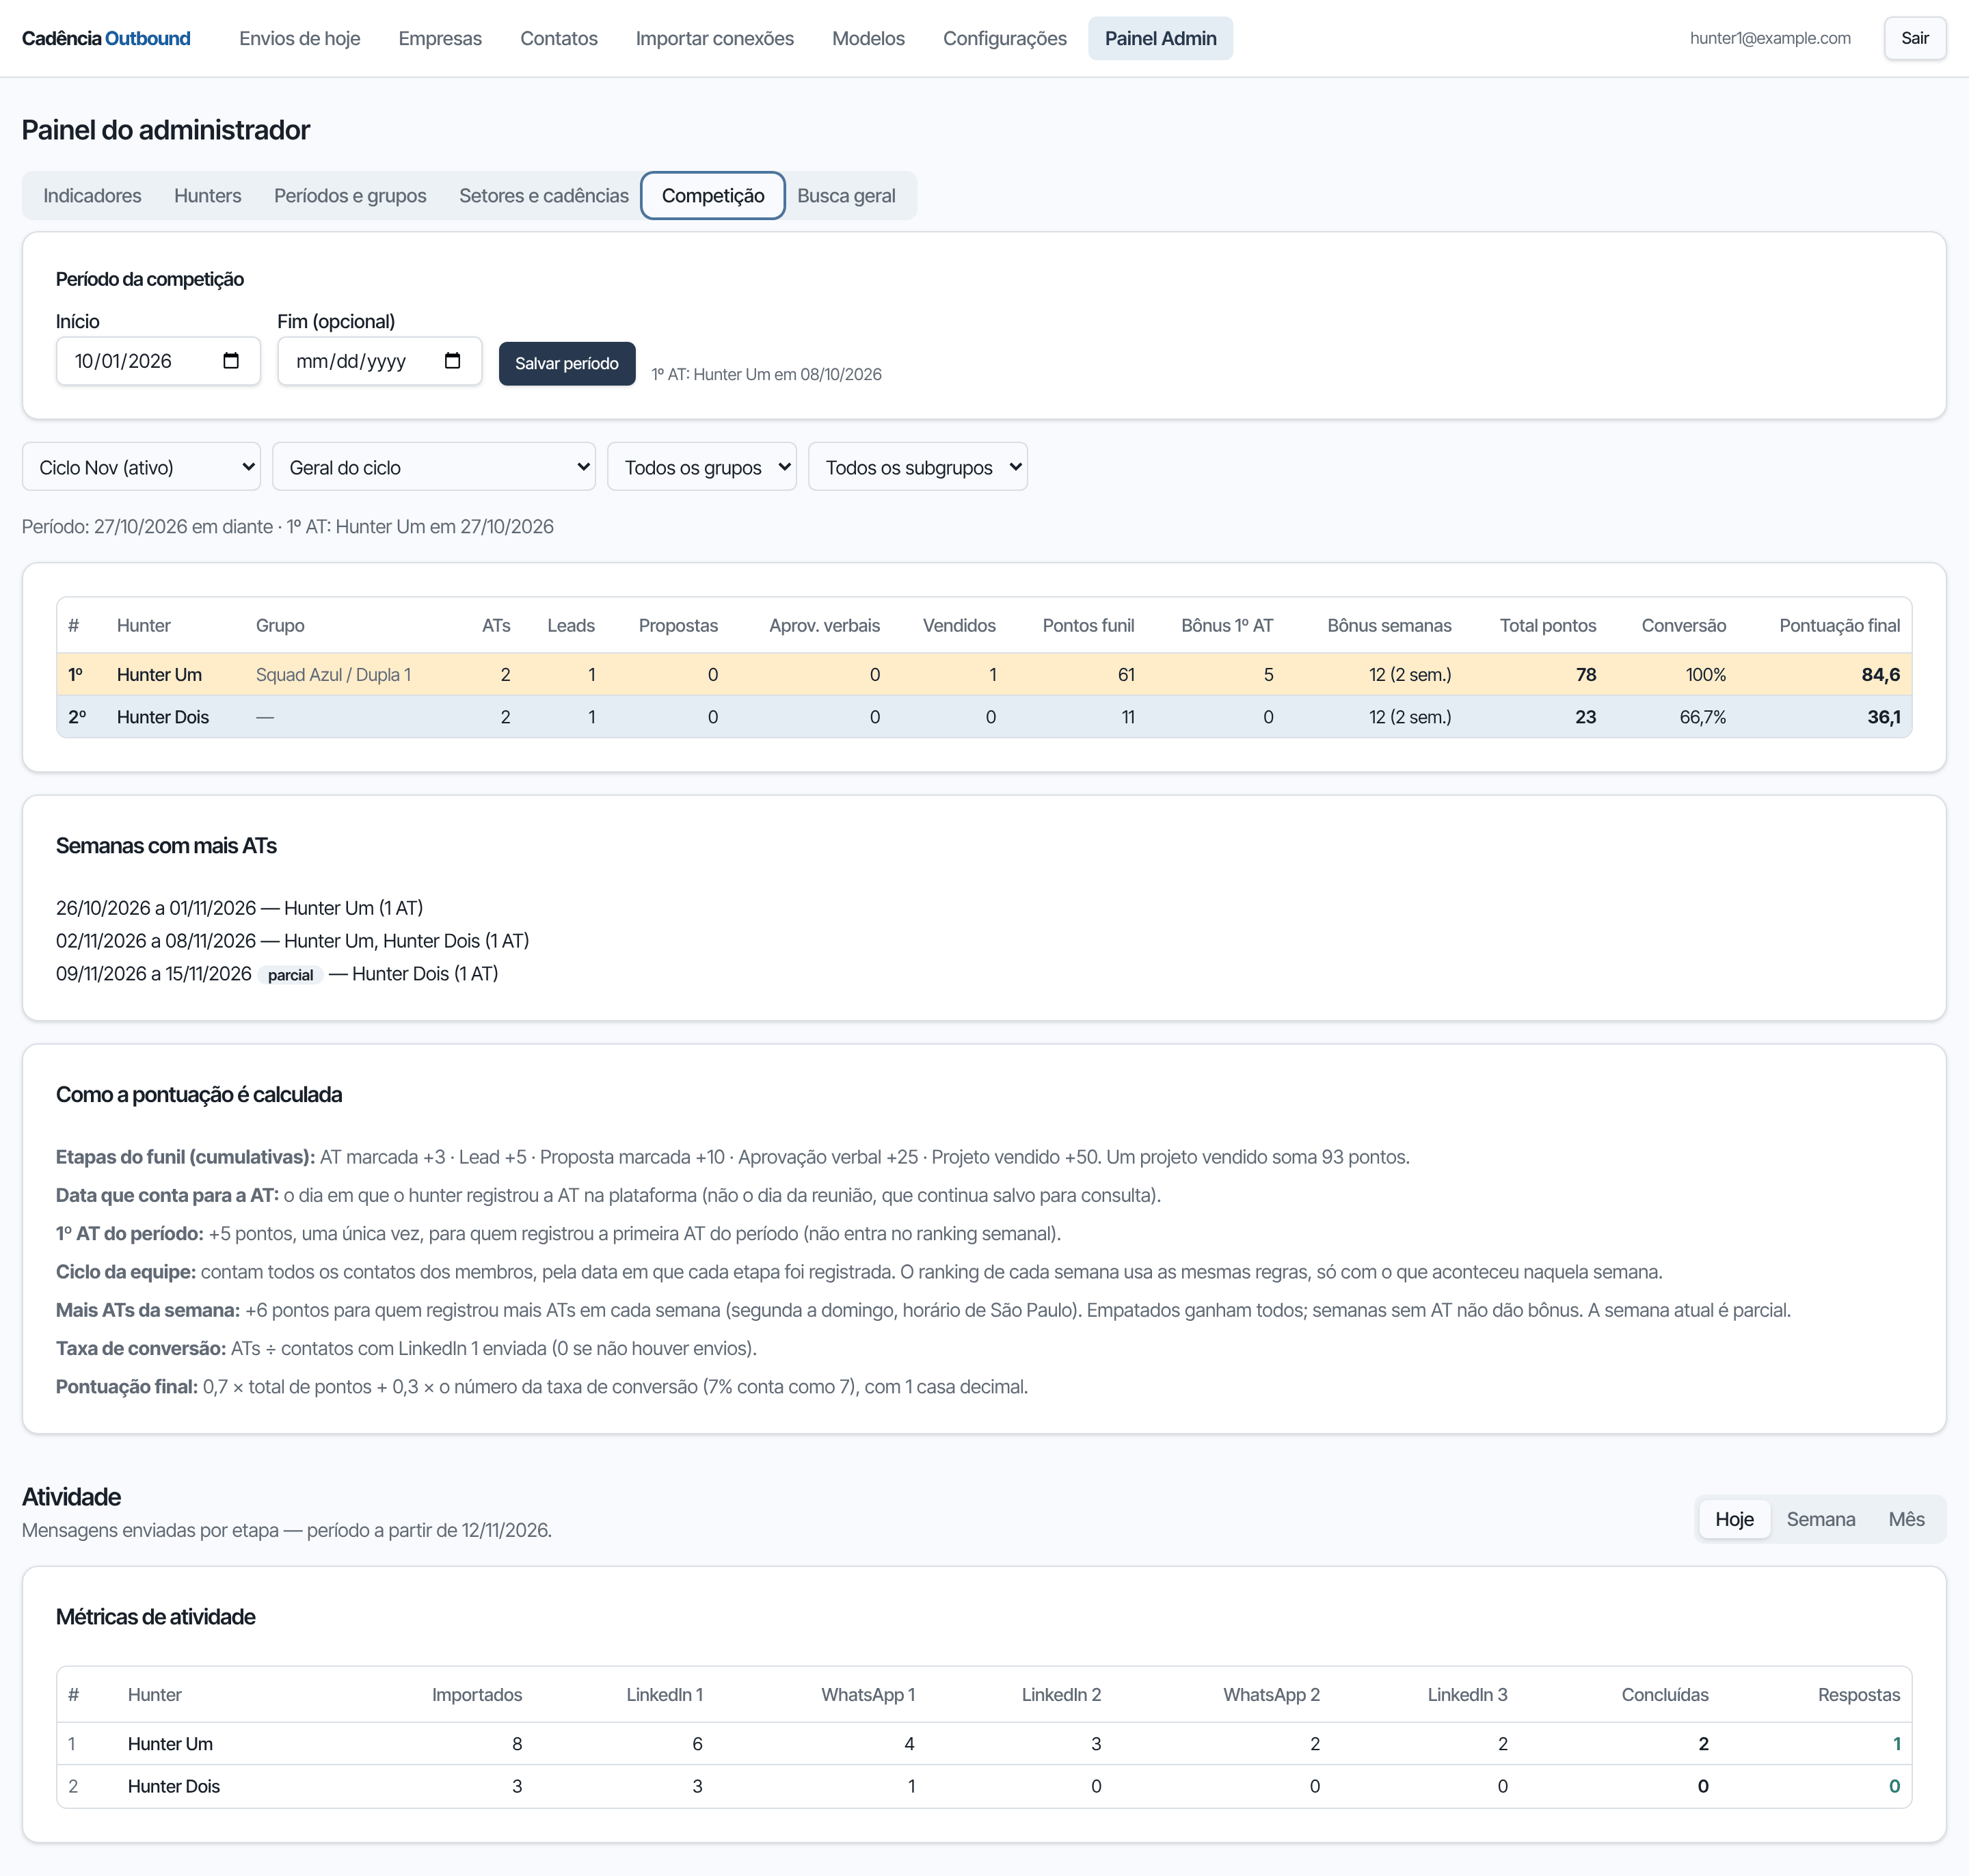 Cadência Outbound Envios de hoje Empresas Contatos Importar conexões Modelos Configurações Painel Admin hunter1@example.com Sair
Painel do administrador
Indicadores Hunters Períodos e grupos Setores e cadências Competição Busca geral
Período da competição
Início Fim (opcional)
10/01/2026 mm/dd/yyyy Salvar período 1º AT: Hunter Um em 08/10/2026
Ciclo Nov (ativo) Geral do ciclo Todos os grupos Todos os subgrupos
Período: 27/10/2026 em diante · 1º AT: Hunter Um em 27/10/2026
# Hunter Grupo ATs Leads Propostas Aprov. verbais Vendidos Pontos funil Bônus 1º AT Bônus semanas Total pontos Conversão Pontuação final
1º Hunter Um Squad Azul / Dupla 1 2 1 0 0 1 61 5 12 (2 sem.) 78 100% 84,6
2º Hunter Dois — 2 1 0 0 0 11 0 12 (2 sem.) 23 66,7% 36,1
Semanas com mais ATs
26/10/2026 a 01/11/2026 — Hunter Um (1 AT)
02/11/2026 a 08/11/2026 — Hunter Um, Hunter Dois (1 AT)
09/11/2026 a 15/11/2026 parcial — Hunter Dois (1 AT)
Como a pontuação é calculada
Etapas do funil (cumulativas): AT marcada +3 · Lead +5 · Proposta marcada +10 · Aprovação verbal +25 · Projeto vendido +50. Um projeto vendido soma 93 pontos.
Data que conta para a AT: o dia em que o hunter registrou a AT na plataforma (não o dia da reunião, que continua salvo para consulta).
1º AT do período: +5 pontos, uma única vez, para quem registrou a primeira AT do período (não entra no ranking semanal).
Ciclo da equipe: contam todos os contatos dos membros, pela data em que cada etapa foi registrada. O ranking de cada semana usa as mesmas regras, só com o que aconteceu naquela semana.
Mais ATs da semana: +6 pontos para quem registrou mais ATs em cada semana (segunda a domingo, horário de São Paulo). Empatados ganham todos; semanas sem AT não dão bônus. A semana atual é parcial.
Taxa de conversão: ATs ÷ contatos com LinkedIn 1 enviada (0 se não houver envios).
Pontuação final: 0,7 × total de pontos + 0,3 × o número da taxa de conversão (7% conta como 7), com 1 casa decimal.
Atividade
Mensagens enviadas por etapa — período a partir de 12/11/2026.
Hoje Semana Mês
Métricas de atividade
# Hunter Importados LinkedIn 1 WhatsApp 1 LinkedIn 2 WhatsApp 2 LinkedIn 3 Concluídas Respostas
1 Hunter Um 8 6 4 3 2 2 2 1
2 Hunter Dois 3 3 1 0 0 0 0 0